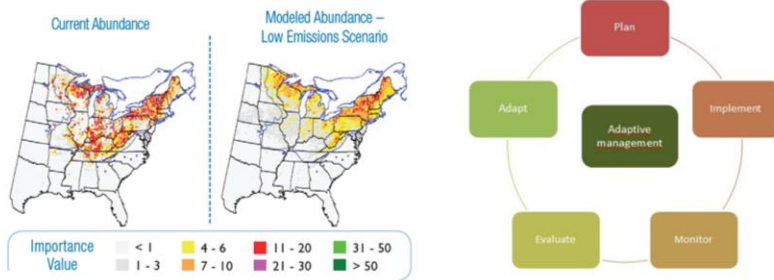 Current Abundance
Modeled Abundance –
Low Emissions Scenario
Importance
Value
< 1
4 - 6
11 - 20
31 - 50
1 - 3
7 - 10
21 - 30
> 50
Plan
Implement
Monitor
Evaluate
Adapt
Adaptive
management